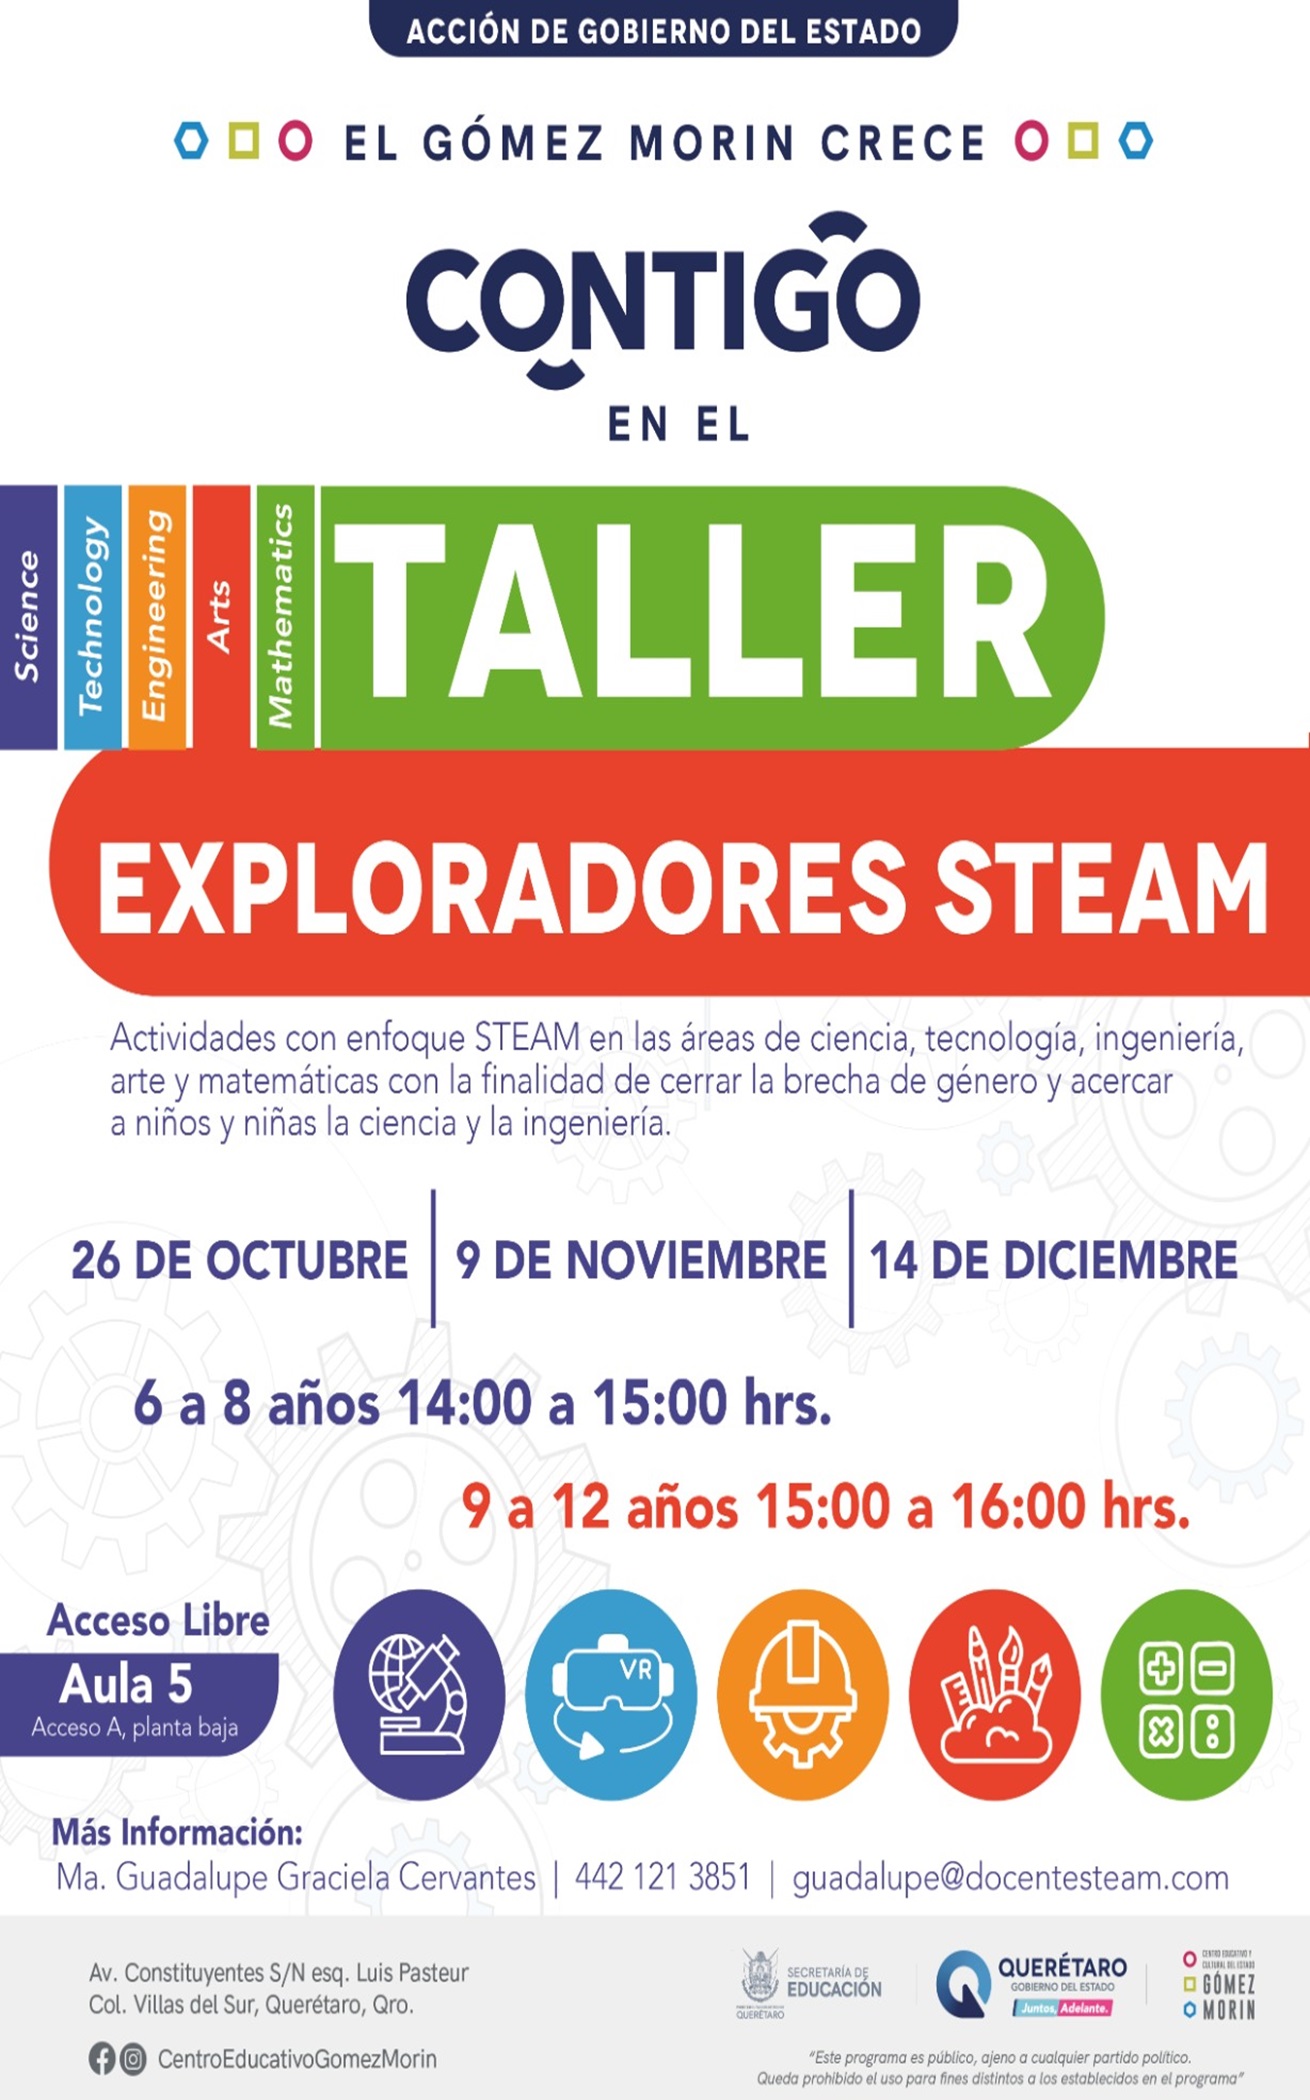 ACCIÓN DE GOBIERNO DEL ESTADO
EL GÓMEZ MORIN CRECE
CONTIGO
EN EL
Science
Technology
Engineering
Arts
Mathematics
TALLER
EXPLORADORES STEAM
Actividades con enfoque STEAM en las áreas de ciencia, tecnología, ingeniería,
arte y matemáticas con la finalidad de cerrar la brecha de género y acercar
a niños y niñas la ciencia y la ingeniería.
26 DE OCTUBRE
9 DE NOVIEMBRE
14 DE DICIEMBRE
6 a 8 años 14:00 a 15:00 hrs.
9 a 12 años 15:00 a 16:00 hrs.
Acceso Libre
Aula 5
Acceso A, planta baja
VR
Más Información:
Ma. Guadalupe Graciela Cervantes | 442 121 3851 | guadalupe@docentesteam.com
Av. Constituyentes S/N esq. Luis Pasteur
Col. Villas del Sur, Querétaro, Qro.
CentroEducativoGomezMorin
SECRETARÍA DE
EDUCACIÓN
QUERÉTARO
QUERÉTARO
GOBIERNO DEL ESTADO
Juntos, Adelante.
CENTRO EDUCATIVO Y
CULTURAL DEL ESTADO
GÓMEZ
MORIN
"Este programa es público, ajeno a cualquier partido político.
Queda prohibido el uso para fines distintos a los establecidos en el programa"